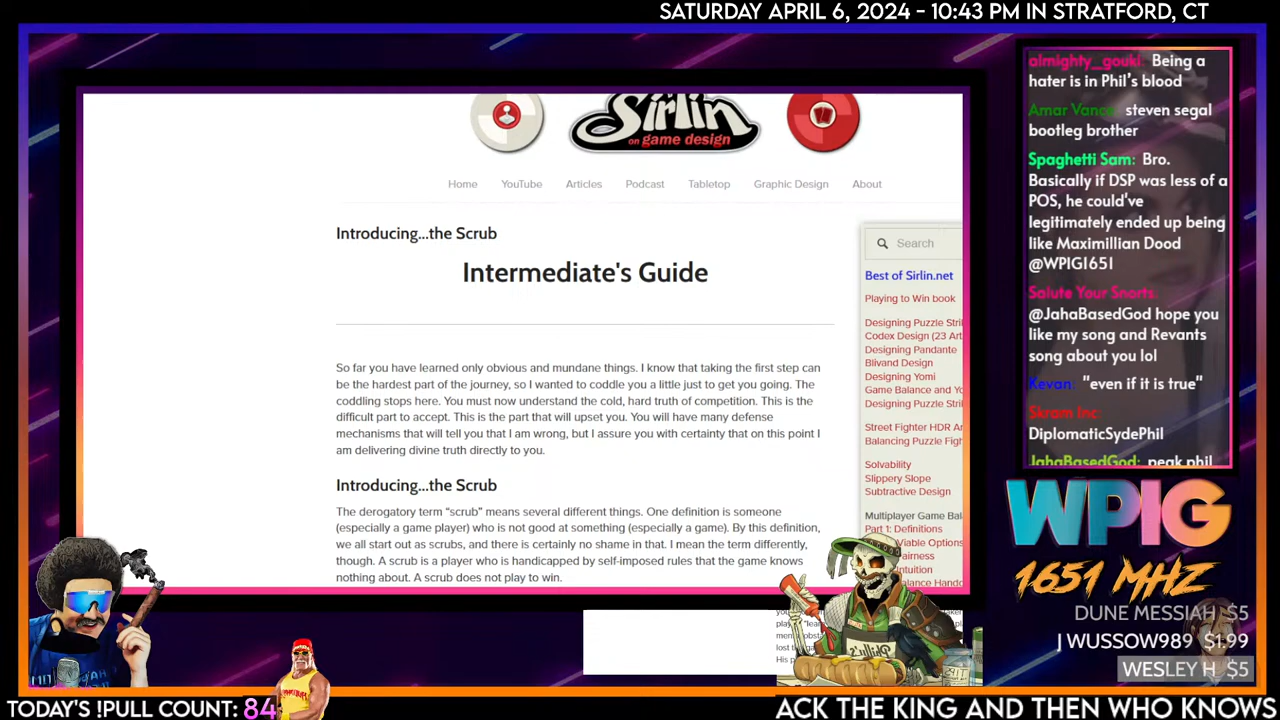 SATURDAY APRIL 6, 2024 - 10:43 PM IN STRATFORD, CT
Sirlin
on game design
Home YouTube Articles Podcast Tabletop Graphic Design About
Introducing...the Scrub
Intermediate's Guide
So far you have learned only obvious and mundane things. I know that taking the first step can
be the hardest part of the journey, so I wanted to coddle you a little just to get you going. The
coddling stops here. You must now understand the cold, hard truth of competition. This is the
difficult part to accept. This is the part that will upset you. You will have many defense
mechanisms that will tell you that I am wrong, but I assure you with certainty that on this point I
am delivering divine truth directly to you.
Introducing...the Scrub
The derogatory term “scrub” means several different things. One definition is someone
(especially a game player) who is not good at something (especially a game). By this definition,
we all start out as scrubs, and there is certainly no shame in that. I mean the term differently,
though. A scrub is a player who is handicapped by self-imposed rules that the game knows
nothing about. A scrub does not play to win.
Search
Best of Sirlin.net
Playing to Win book
Designing Puzzle Stri
Codex Design (23 Art
Designing Pandante
Blivand Design
Designing Yomi
Game Balance and Yo
Designing Puzzle Stri
Street Fighter HDR Ar
Balancing Puzzle Figh
Solvability
Slippery Slope
Subtractive Design
Multiplayer Game Bal
Part 1: Definitions
Viable Options
airness
ntuition
alance Hando
almighty_gouki: Being a
hater is in Phil's blood
Amar Vance: steven segal
bootleg brother
Spaghetti Sam: Bro.
Basically if DSP was less of a
POS, he could've
legitimately ended up being
like Maximillian Dood
@WPIG1651
Salute Your Snorts:
@JahaBasedGod hope you
like my song and Revants
song about you lol
Kevan: "even if it is true"
Skram Inc:
DiplomaticSydePhil
JahaBasedGod: peak phil
WPIG
1651 MHZ
DUNE MESSIAH $5
J WUSSOW989 $1.99
WESLEY H. $5
TODAY'S !PULL COUNT: 84
ACK THE KING AND THEN WHO KNOWS